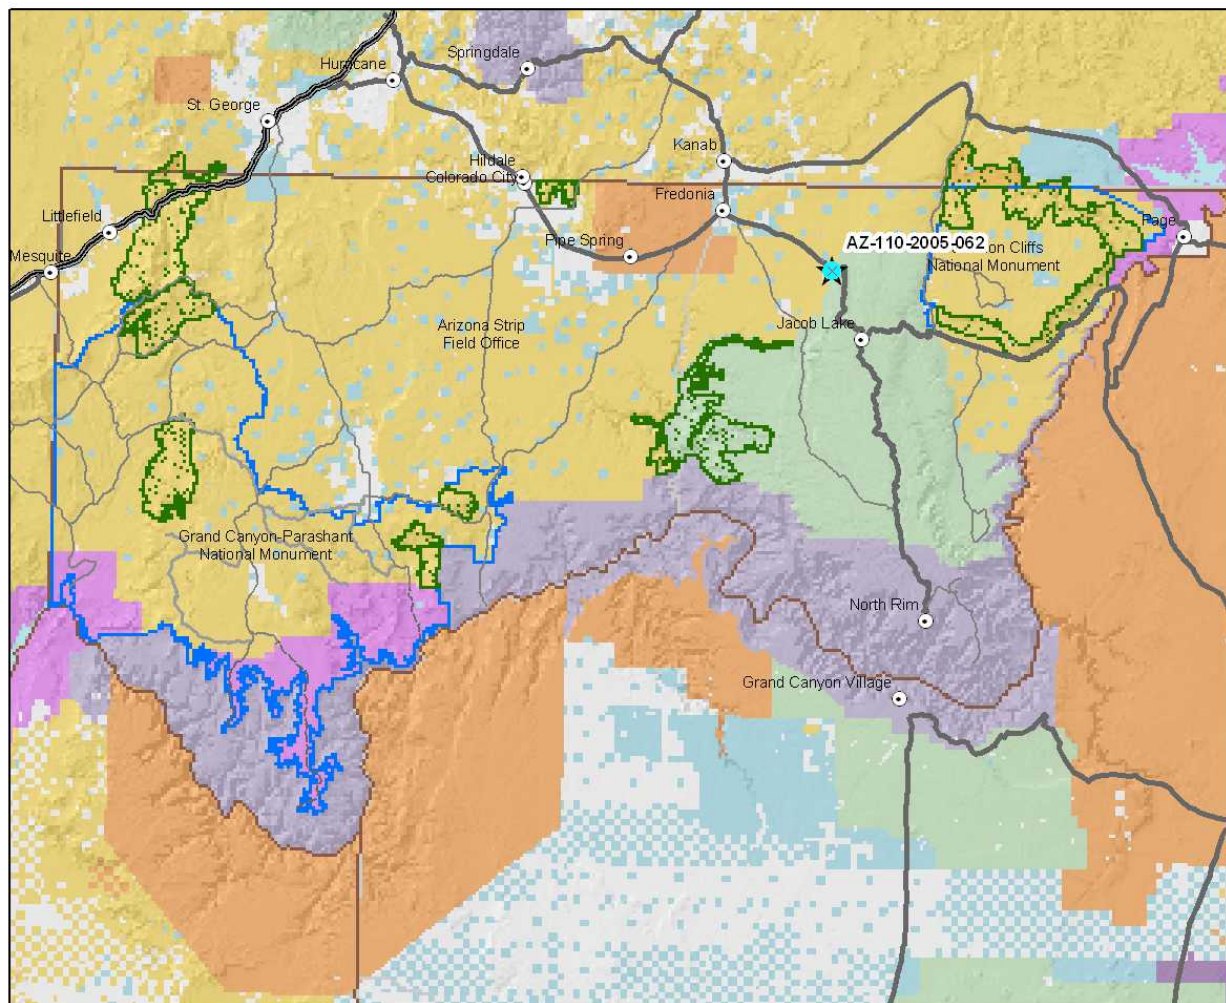 Springdale
Hurricane
St. George
Kanab
Hildale
Colorado City
Fredonia
Littlefield
Page
Pipe Spring
AZ-110-2005-062
on Cliffs
National Monument
Mesquite
Arizona Strip
Field Office
Jacob Lake
Grand Canyon-Parashant
National Monument
North Rim
Grand Canyon Village